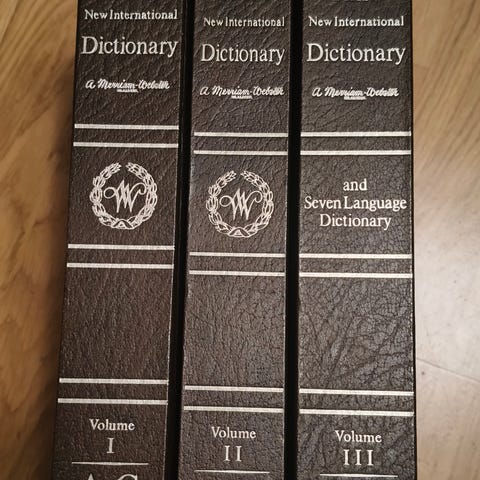 New International
Dictionary
A Merriam-Webster
W
Volume
I
New International
Dictionary
A Merriam-Webster
W
Volume
II
New International
Dictionary
A Merriam-Webster
and
Seven Language
Dictionary
Volume
III